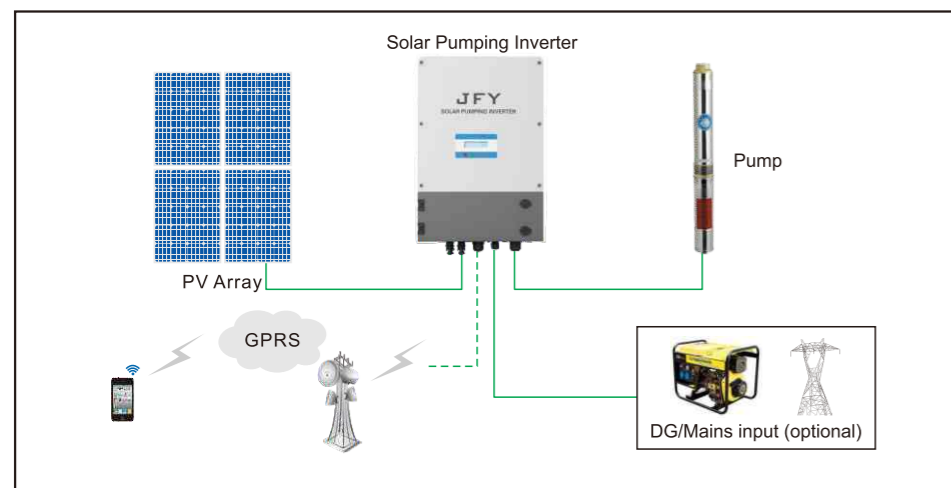 Solar Pumping Inverter
JFY
SOLAR PUMPING INVERTER
Pump
PV Array
GPRS
DG/Mains input (optional)